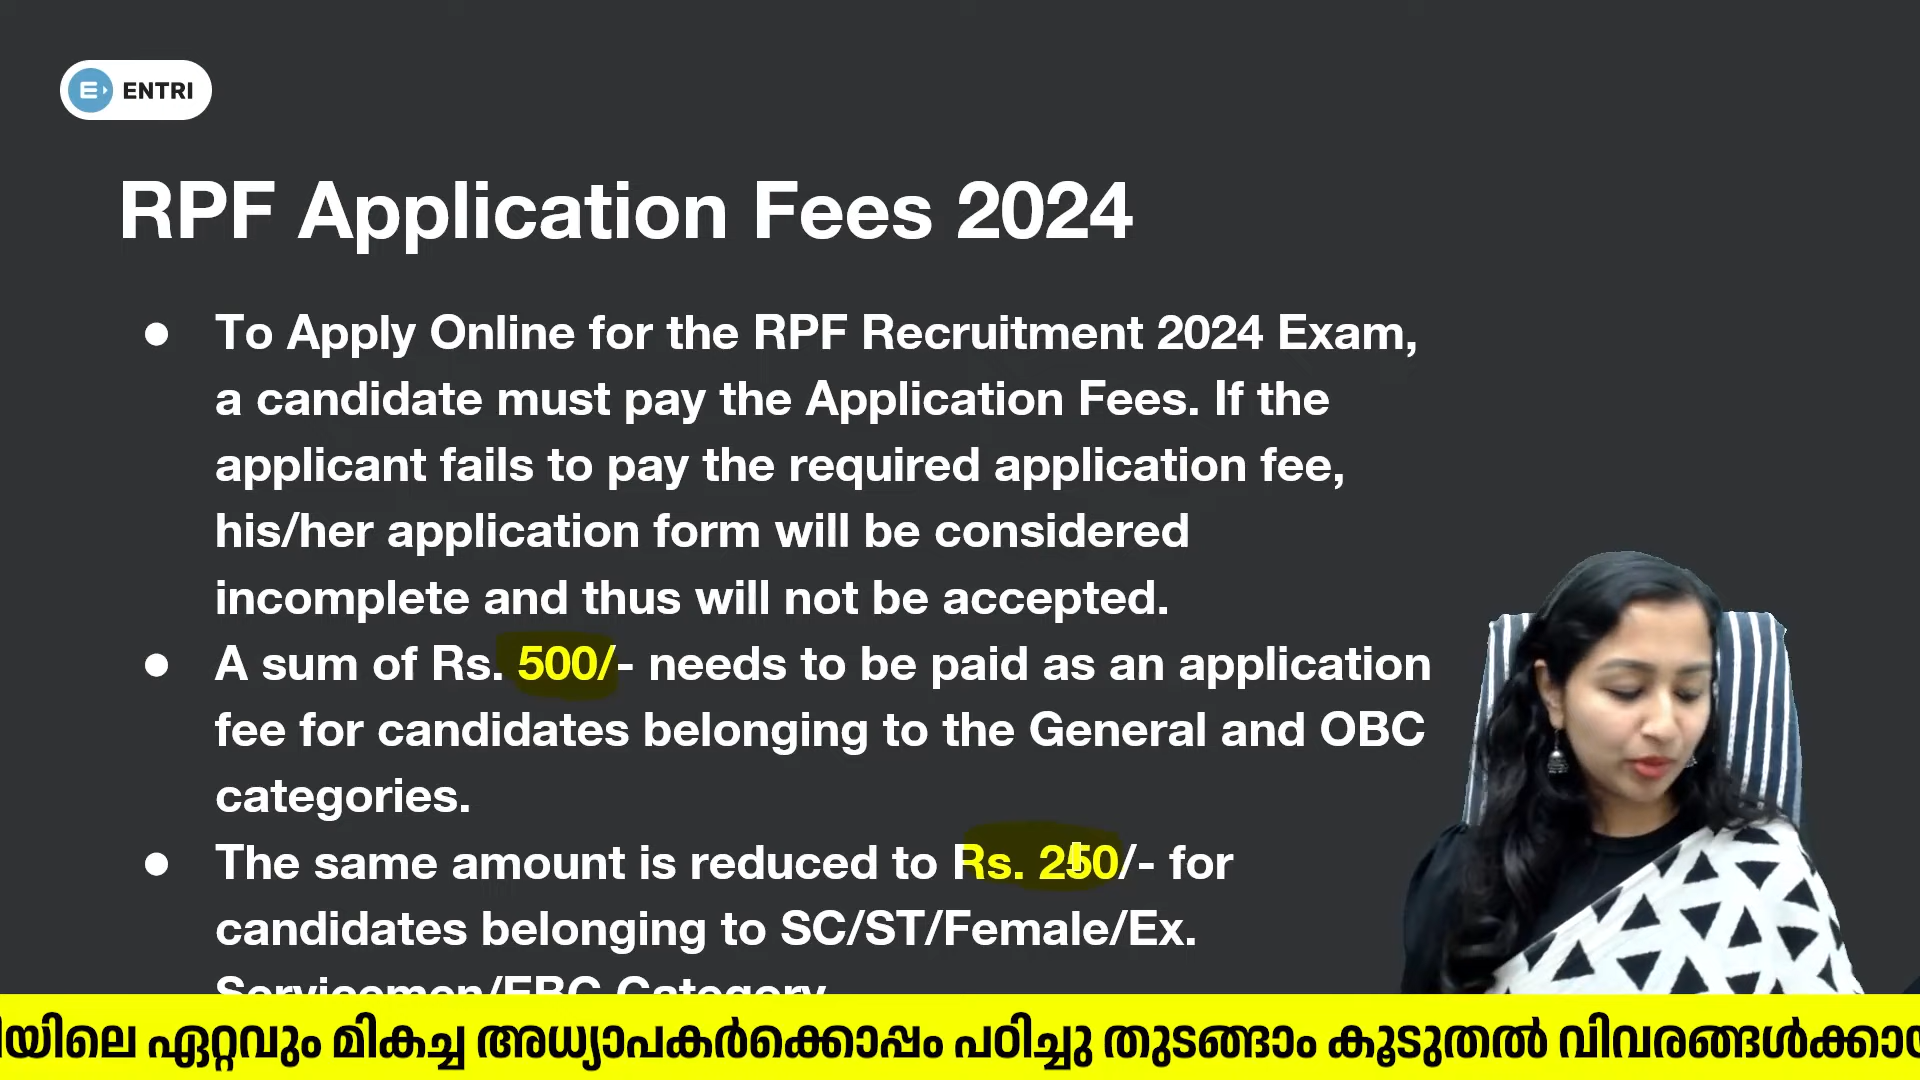 ENTRI
RPF Application Fees 2024
● To Apply Online for the RPF Recruitment 2024 Exam,
a candidate must pay the Application Fees. If the
applicant fails to pay the required application fee,
his/her application form will be considered
incomplete and thus will not be accepted.
● A sum of Rs. 500/- needs to be paid as an application
fee for candidates belonging to the General and OBC
categories.
● The same amount is reduced to Rs. 250/- for
candidates belonging to SC/ST/Female/Ex.
Servicemen/EBC Category
ഏറ്റവും മികച്ച അധ്യാപകർക്കൊപ്പം പഠിച്ചു തുടങ്ങാം കൂടുതൽ